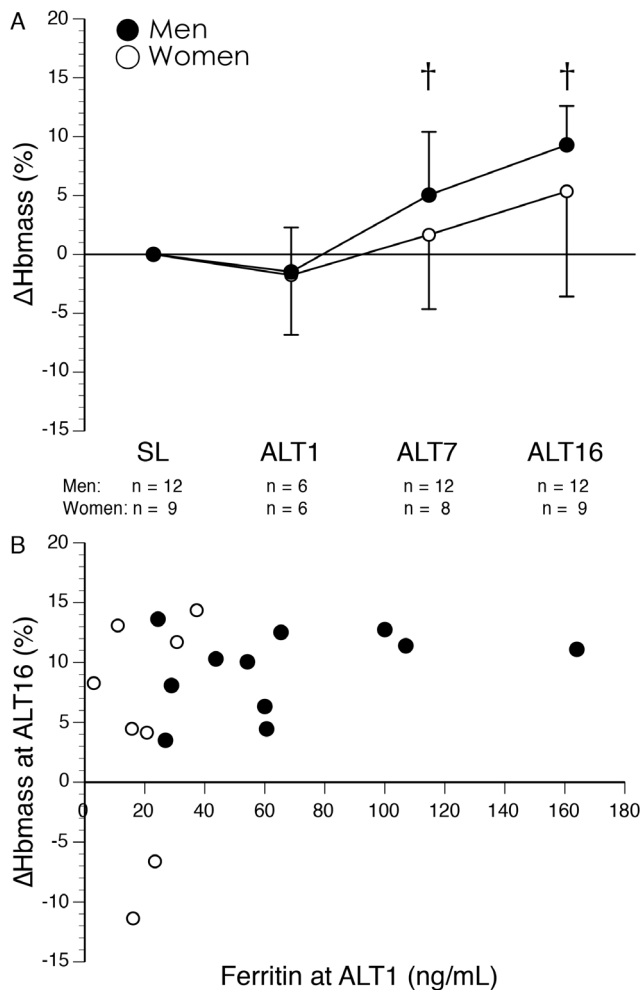 A
20
15
10
5
0
-5
-10
-15
ΔHbmass (%)
Men
Women
† †
SL ALT1 ALT7 ALT16
Men: n = 12 n = 6 n = 12 n = 12
Women: n = 9 n = 6 n = 8 n = 9
B
20
15
10
5
0
-5
-10
-15
ΔHbmass at ALT16 (%)
0 20 40 60 80 100 120 140 160 180
Ferritin at ALT1 (ng/mL)